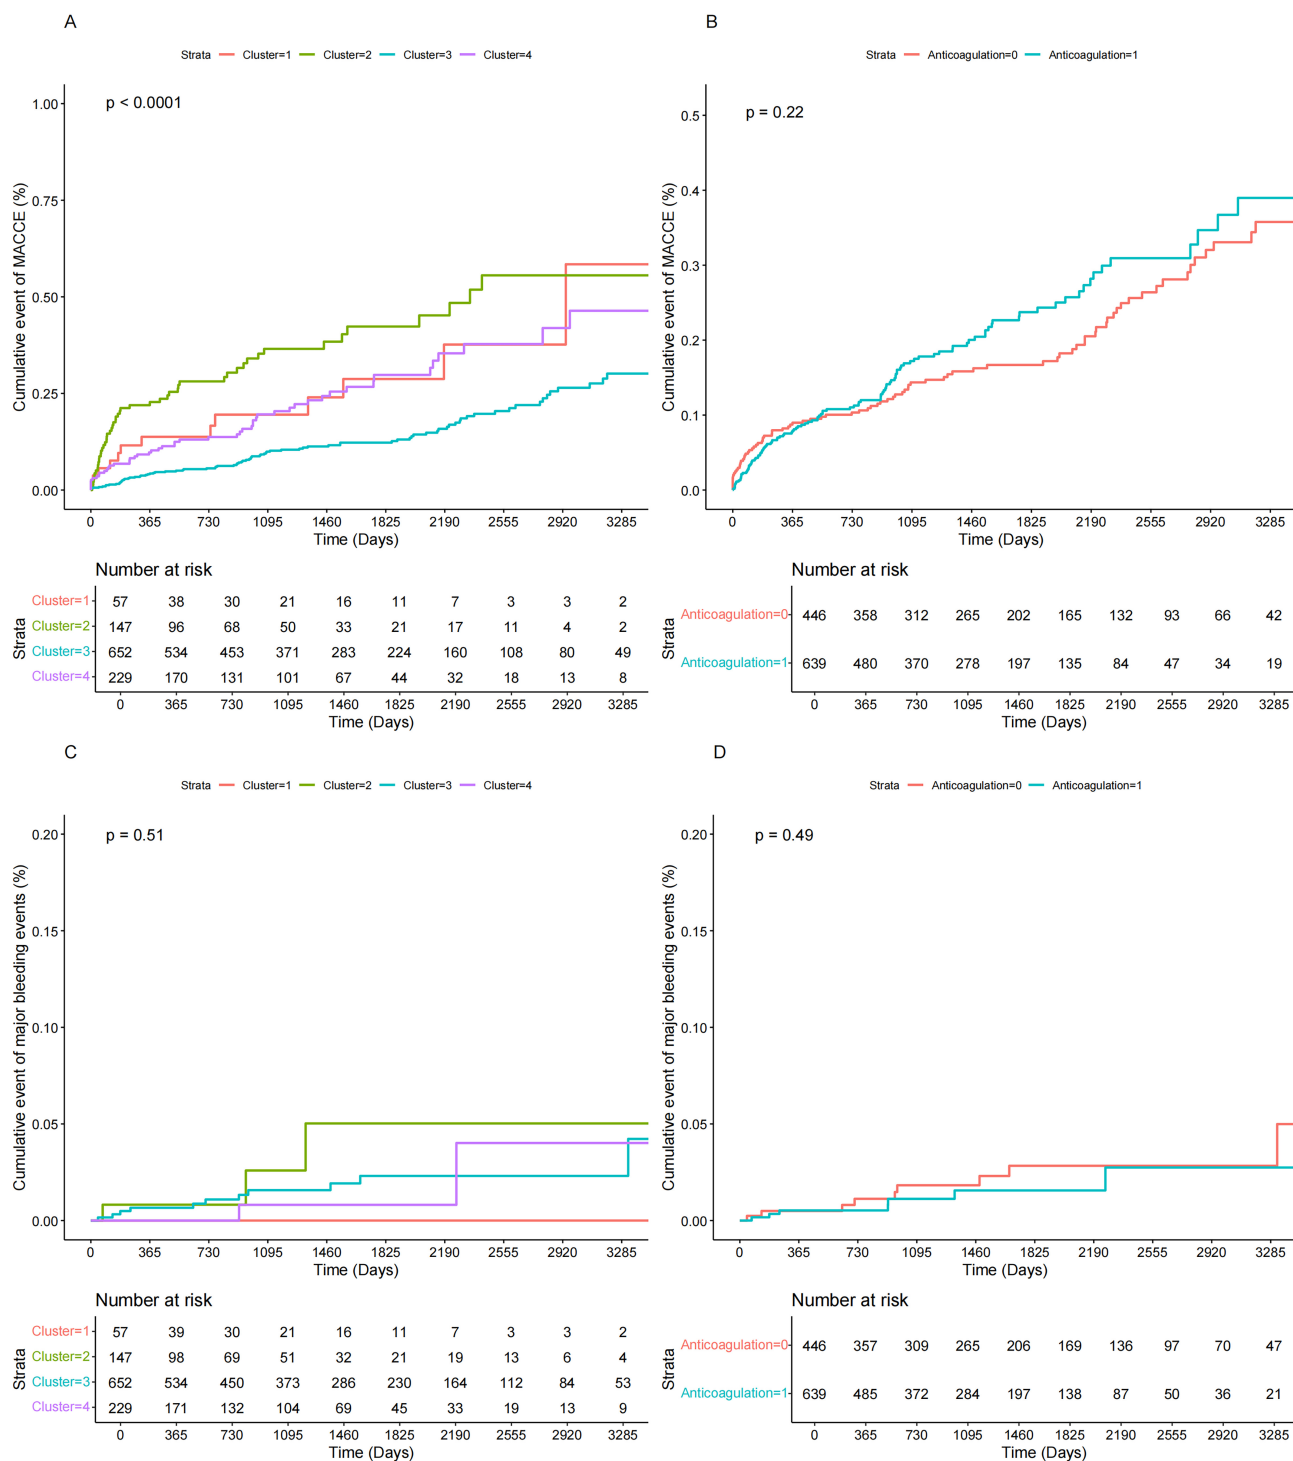 A
Strata Cluster=1 Cluster=2 Cluster=3 Cluster=4
p < 0.0001
Cumulative event of MACCE (%)
1.00
0.75
0.50
0.25
0.00
0 365 730 1095 1460 1825 2190 2555 2920 3285
Time (Days)
Number at risk
Strata
Cluster=1 57 38 30 21 16 11 7 3 3 2
Cluster=2 147 96 68 50 33 21 17 11 4 2
Cluster=3 652 534 453 371 283 224 160 108 80 49
Cluster=4 229 170 131 101 67 44 32 18 13 8
0 365 730 1095 1460 1825 2190 2555 2920 3285
Time (Days)
B
Strata Anticoagulation=0 Anticoagulation=1
p = 0.22
Cumulative event of MACCE (%)
0.5
0.4
0.3
0.2
0.1
0.0
0 365 730 1095 1460 1825 2190 2555 2920 3285
Time (Days)
Number at risk
Strata
Anticoagulation=0 446 358 312 265 202 165 132 93 66 42
Anticoagulation=1 639 480 370 278 197 135 84 47 34 19
0 365 730 1095 1460 1825 2190 2555 2920 3285
Time (Days)
C
Strata Cluster=1 Cluster=2 Cluster=3 Cluster=4
p = 0.51
Cumulative event of major bleeding events (%)
0.20
0.15
0.10
0.05
0.00
0 365 730 1095 1460 1825 2190 2555 2920 3285
Time (Days)
Number at risk
Strata
Cluster=1 57 39 30 21 16 11 7 3 3 2
Cluster=2 147 98 69 51 32 21 19 13 6 4
Cluster=3 652 534 450 373 286 230 164 112 84 53
Cluster=4 229 171 132 104 69 45 33 19 13 9
0 365 730 1095 1460 1825 2190 2555 2920 3285
Time (Days)
D
Strata Anticoagulation=0 Anticoagulation=1
p = 0.49
Cumulative event of major bleeding events (%)
0.20
0.15
0.10
0.05
0.00
0 365 730 1095 1460 1825 2190 2555 2920 3285
Time (Days)
Number at risk
Strata
Anticoagulation=0 446 357 309 265 206 169 136 97 70 47
Anticoagulation=1 639 485 372 284 197 138 87 50 36 21
0 365 730 1095 1460 1825 2190 2555 2920 3285
Time (Days)